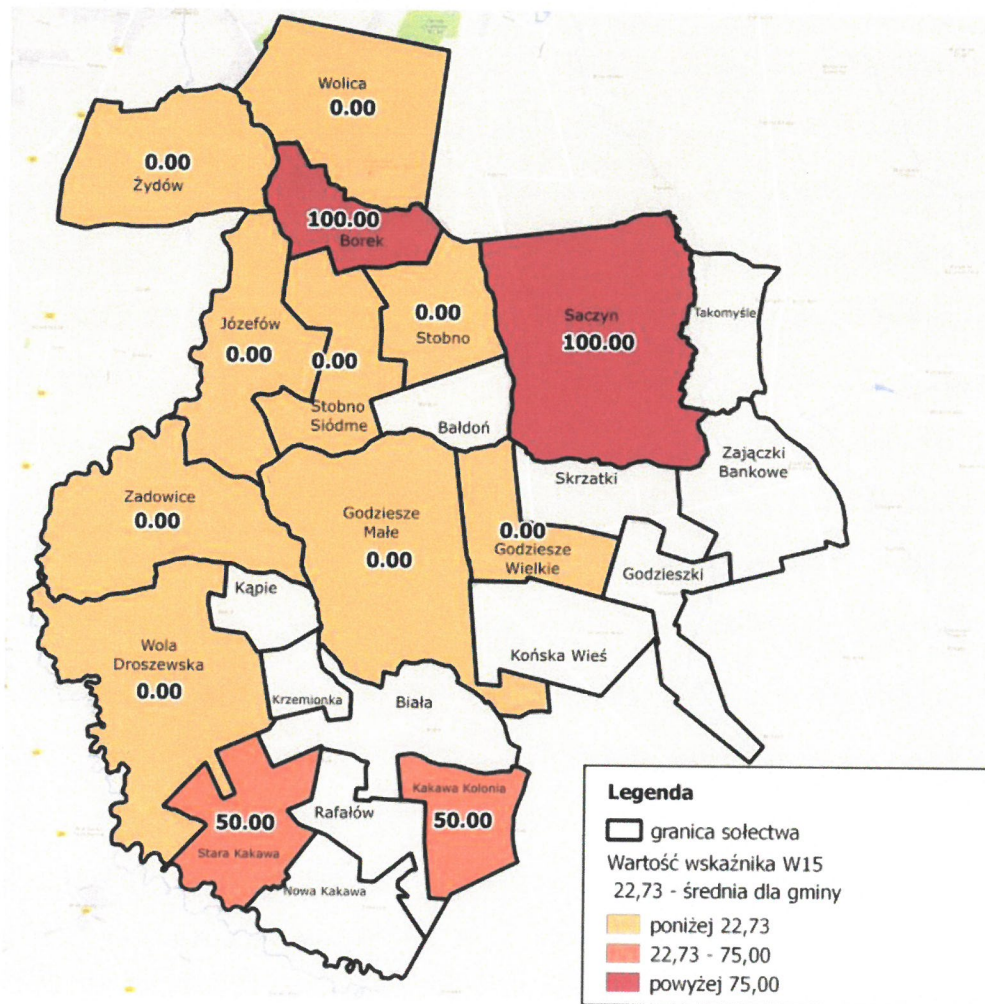 Wolica
0.00
0.00
Żydów
100.00
Borek
Józefów
0.00
0.00
Stobno
Siódme
0.00
Stobno
Saczyn
100.00
Takomyśle
Bałdoń
Skrzatki
Zajączki
Bankowe
Zadowice
0.00
Godziesze
Małe
0.00
0.00
Godziesze
Wielkie
Godzieszki
Kąpie
Wola
Droszewska
0.00
Końska Wieś
Krzemionka
Biała
50.00
Stara Kakawa
Rafałów
Kakawa Kolonia
50.00
Nowa Kakawa
Legenda
granica sołectwa
Wartość wskaźnika W15
22,73 - średnia dla gminy
poniżej 22,73
22,73 - 75,00
powyżej 75,00